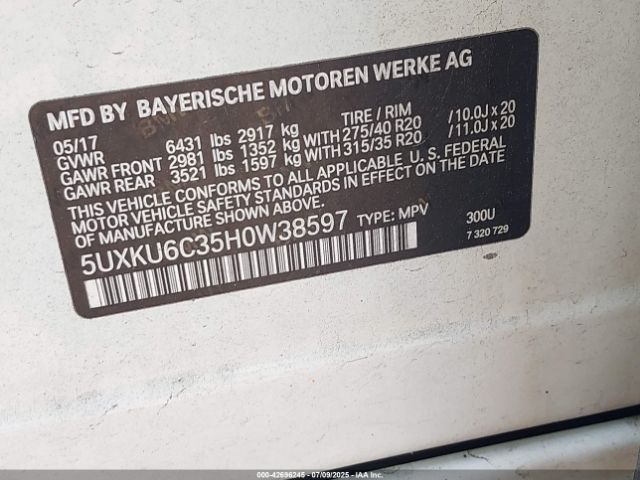 MFD BY BAYERISCHE MOTOREN WERKE AG
05/17
GVWR 6431 lbs 2917 kg TIRE / RIM
GAWR FRONT 2981 lbs 1352 kg WITH 275/40 R20 /10.0J x 20
GAWR REAR 3521 lbs 1597 kg WITH 315/35 R20 /11.0J x 20
THIS VEHICLE CONFORMS TO ALL APPLICABLE U. S. FEDERAL
MOTOR VEHICLE SAFETY STANDARDS IN EFFECT ON THE DATE
OF MANUFACTURE SHOWN ABOVE.
5UXKU6C35H0W38597 TYPE: MPV 300U
7 320 729
000-42696245 - 07/09/2025 - IAAI.COM